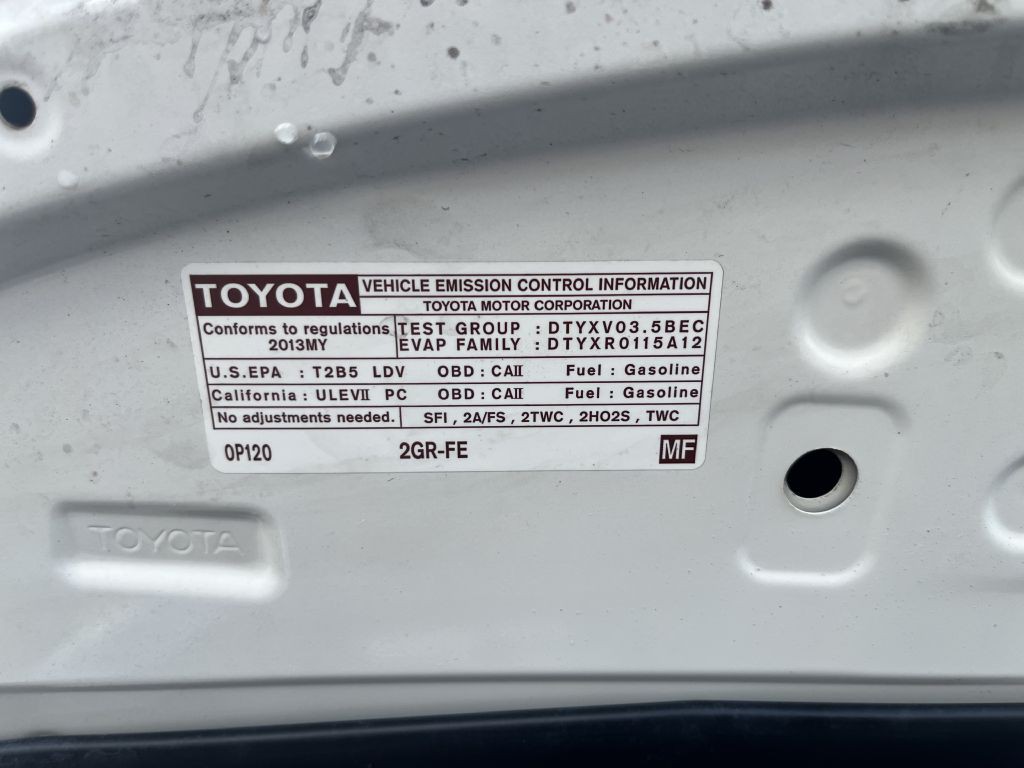 TOYOTA VEHICLE EMISSION CONTROL INFORMATION
TOYOTA MOTOR CORPORATION
Conforms to regulations TEST GROUP : DTYXV03.5BEC
2013MY EVAP FAMILY : DTYXR0115A12
U.S.EPA : T2B5 LDV OBD : CAⅡ Fuel : Gasoline
California : ULEVⅡ PC OBD : CAⅡ Fuel : Gasoline
No adjustments needed. SFI , 2A/FS , 2TWC , 2HO2S , TWC
0P120 2GR-FE MF
TOYOTA